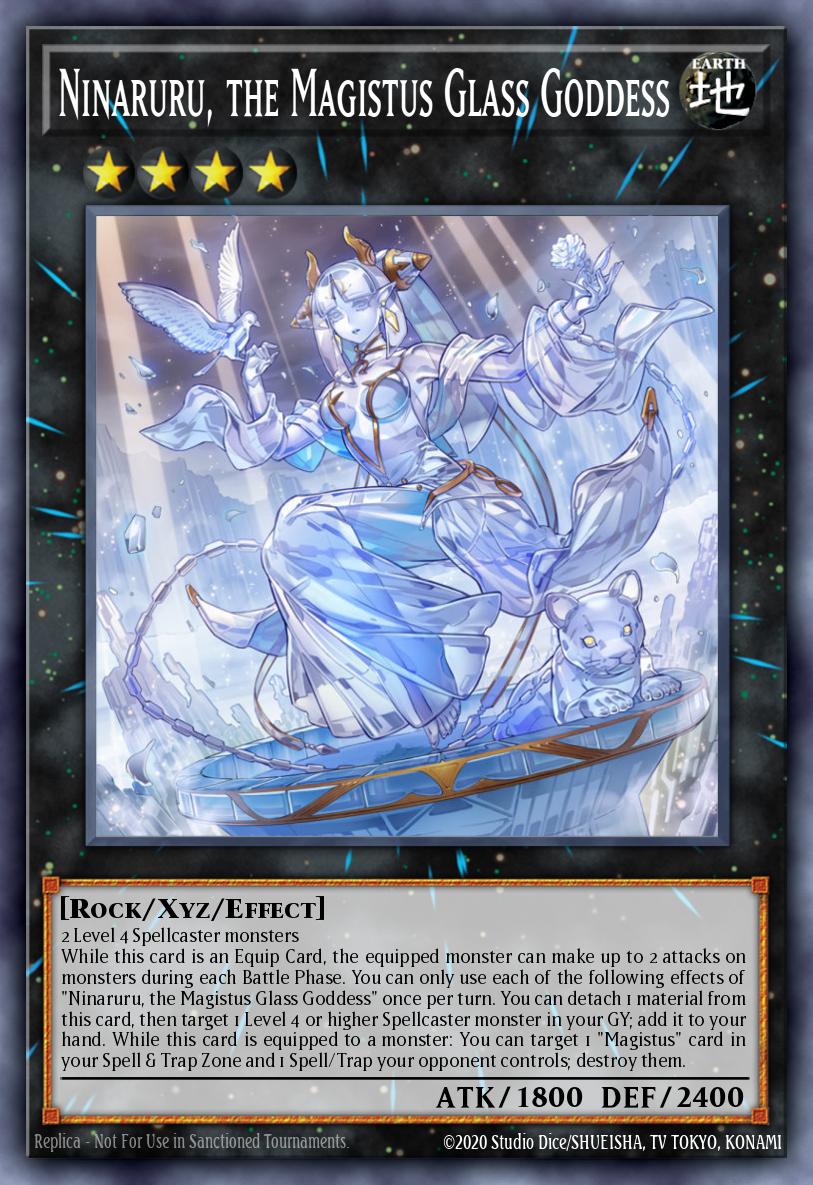 Ninaruru, the Magistus Glass Goddess
EARTH
地
[Rock/Xyz/Effect]
2 Level 4 Spellcaster monsters
While this card is an Equip Card, the equipped monster can make up to 2 attacks on
monsters during each Battle Phase. You can only use each of the following effects of
"Ninaruru, the Magistus Glass Goddess" once per turn. You can detach 1 material from
this card, then target 1 Level 4 or higher Spellcaster monster in your GY; add it to your
hand. While this card is equipped to a monster: You can target 1 "Magistus" card in
your Spell & Trap Zone and 1 Spell/Trap your opponent controls; destroy them.
ATK/1800 DEF/2400
Replica - Not For Use in Sanctioned Tournaments.
©2020 Studio Dice/SHUEISHA, TV TOKYO, KONAMI